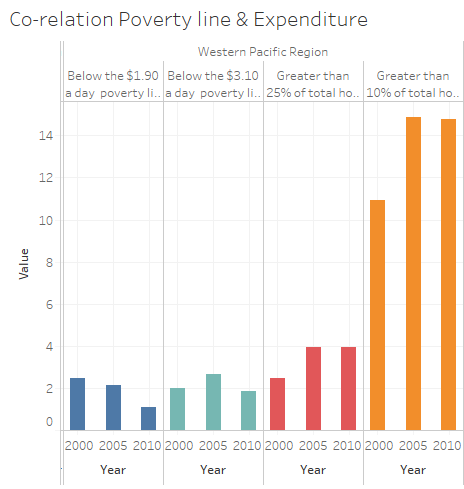 Co-relation Poverty line & Expenditure
Western Pacific Region
Below the $1.90 Below the $3.10 Greater than Greater than
a day poverty li.. a day poverty li.. 25% of total ho.. 10% of total ho..
14
12
10
8
6
4
2
0
Value
2000 2005 2010 2000 2005 2010 2000 2005 2010 2000 2005 2010
Year Year Year Year